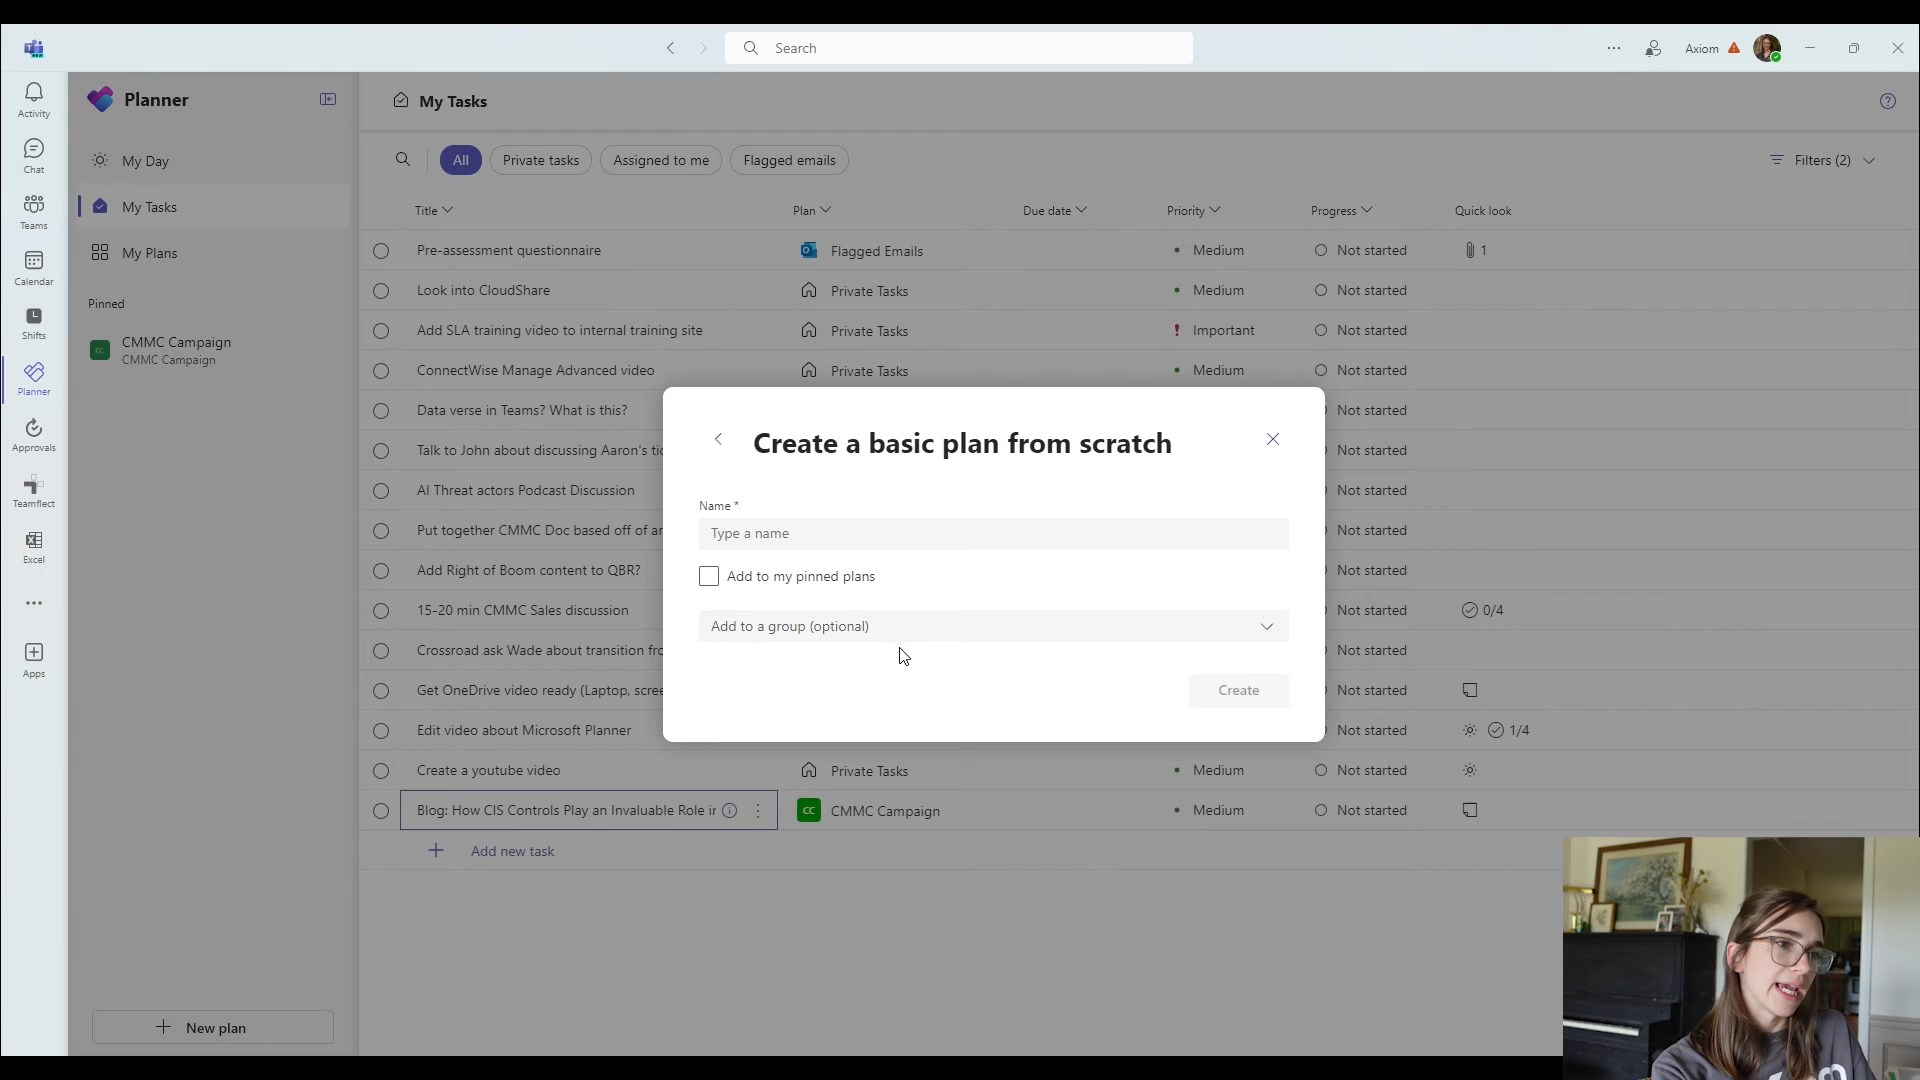 Search
Axiom
Activity
Chat
Teams
Calendar
Shifts
Planner
Approvals
Teamflect
Excel
Apps
Planner
My Day
My Tasks
My Plans
Pinned
CC
CMMC Campaign
CMMC Campaign
New plan
My Tasks
All
Private tasks
Assigned to me
Flagged emails
Filters (2)
Title
Plan
Due date
Priority
Progress
Quick look
Pre-assessment questionnaire
Flagged Emails
Medium
Not started
1
Look into CloudShare
Private Tasks
Medium
Not started
Add SLA training video to internal training site
Private Tasks
Important
Not started
ConnectWise Manage Advanced video
Private Tasks
Medium
Not started
Data verse in Teams? What is this?
Not started
Talk to John about discussing Aaron's
Not started
AI Threat actors Podcast Discussion
Not started
Put together CMMC Doc based off of
Not started
Add Right of Boom content to QBR?
Not started
15-20 min CMMC Sales discussion
Not started
0/4
Crossroad ask Wade about transition
Not started
Get OneDrive video ready (Laptop,
Not started
Edit video about Microsoft Planner
Not started
1/4
Create a youtube video
Private Tasks
Medium
Not started
Blog: How CIS Controls Play an Invaluable Role
CC
CMMC Campaign
Medium
Not started
Add new task
Create a basic plan from scratch
Name *
Type a name
Add to my pinned plans
Add to a group (optional)
Create